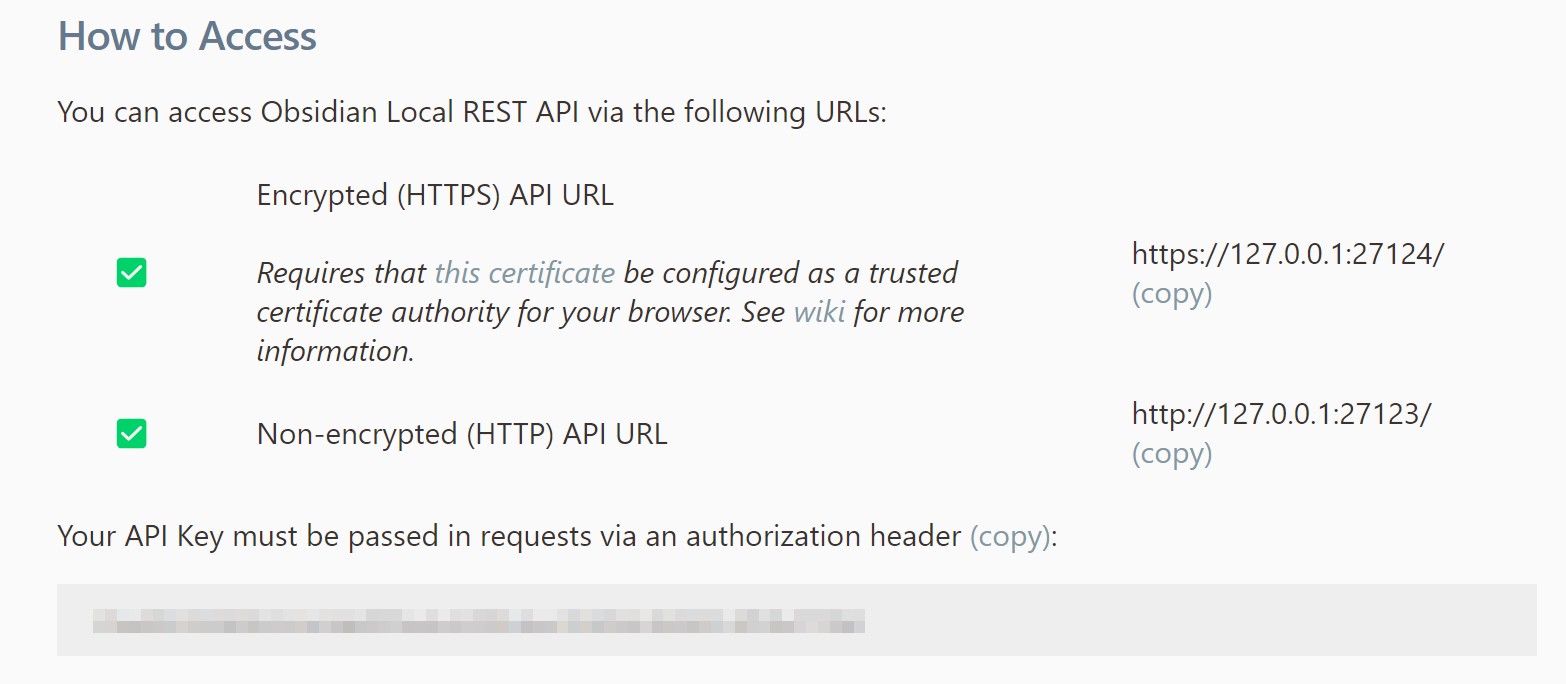 How to Access
You can access Obsidian Local REST API via the following URLs:
Encrypted (HTTPS) API URL
Requires that this certificate be configured as a trusted
certificate authority for your browser. See wiki for more
information.
https://127.0.0.1:27124/
(copy)
Non-encrypted (HTTP) API URL
http://127.0.0.1:27123/
(copy)
Your API Key must be passed in requests via an authorization header (copy):